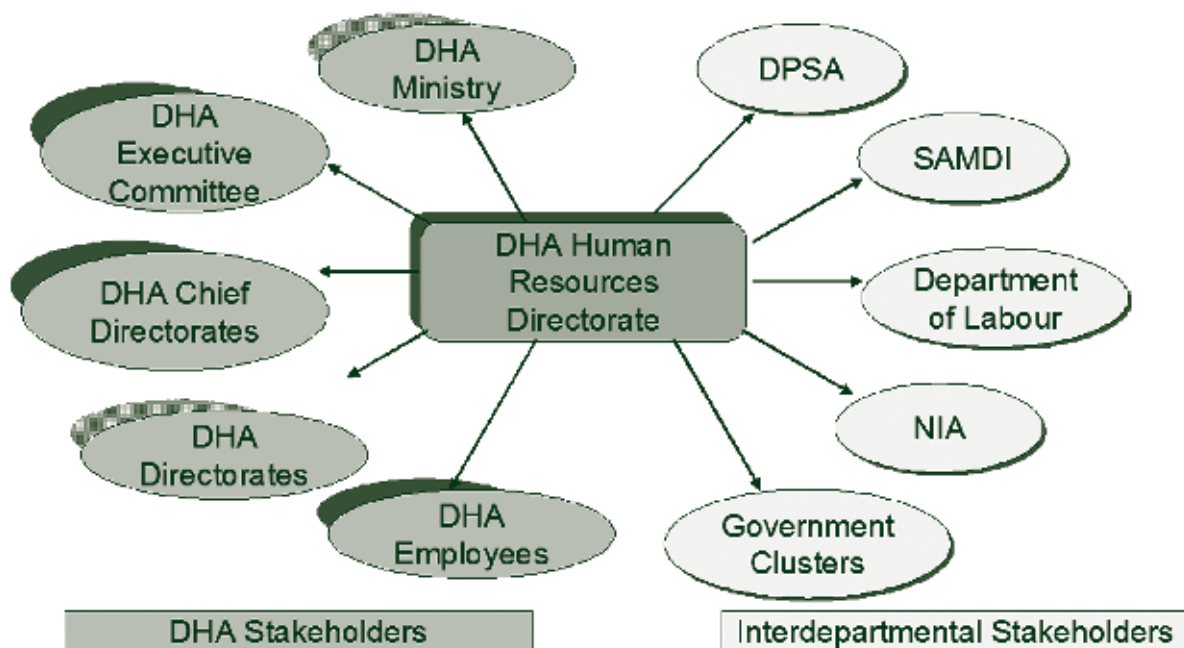 DHA
Ministry
DPSA
DHA
Executive
Committee
SAMDI
DHA Human
Resources
Directorate
DHA Chief
Directorates
Department
of Labour
DHA
Directorates
NIA
DHA
Employees
Government
Clusters
DHA Stakeholders
Interdepartmental Stakeholders